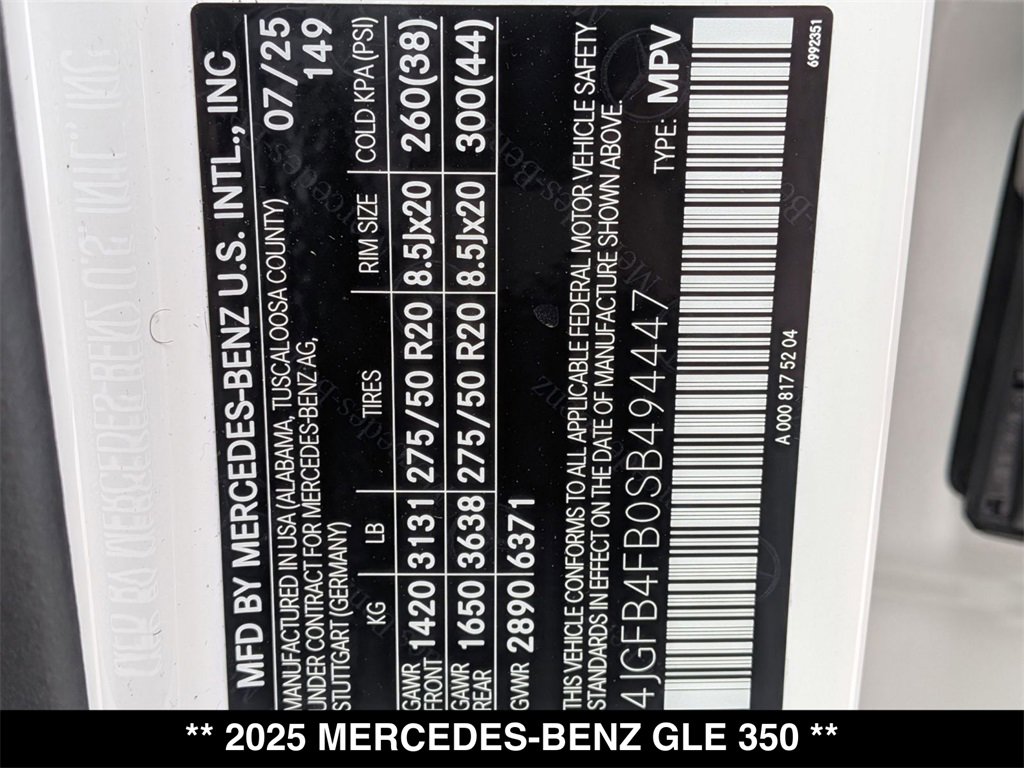 MFD BY MERCEDES-BENZ U.S. INTL., INC
MANUFACTURED IN USA (ALABAMA, TUSCALOOSA COUNTY) 07/25
UNDER CONTRACT FOR MERCEDES-BENZ AG, 149
STUTTGART (GERMANY)
KG LB TIRES RIM SIZE COLD KPA (PSI)
GAWR FRONT 1420 3131 275/50 R20 8.5Jx20 260(38)
GAWR REAR 1650 3638 275/50 R20 8.5Jx20 300(44)
GVWR 2890 6371
THIS VEHICLE CONFORMS TO ALL APPLICABLE FEDERAL MOTOR VEHICLE SAFETY
STANDARDS IN EFFECT ON THE DATE OF MANUFACTURE SHOWN ABOVE.
4JGFB4FB0SB494447 TYPE: MPV
A 000 817 52 04
6992351
** 2025 MERCEDES-BENZ GLE 350 **